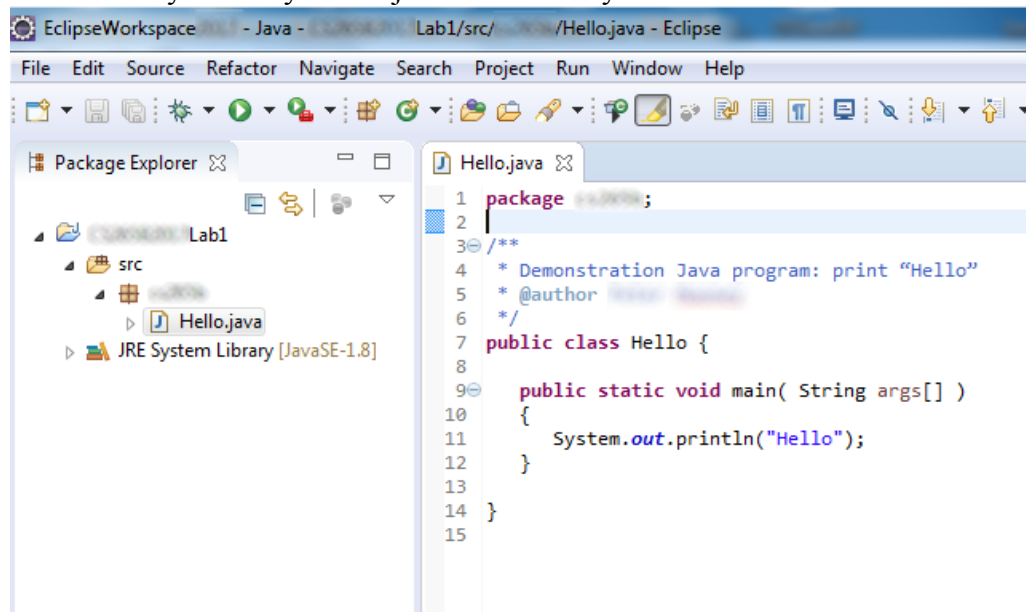 EclipseWorkspace - Java - Lab1/src/ /Hello.java - Eclipse
File Edit Source Refactor Navigate Search Project Run Window Help
Package Explorer
Hello.java
Lab1
src
Hello.java
JRE System Library [JavaSE-1.8]
1 package ;
2
3 /**
4 * Demonstration Java program: print “Hello”
5 * @author
6 */
7 public class Hello {
8
9 public static void main( String args[] )
10 {
11 System.out.println("Hello");
12 }
13
14 }
15